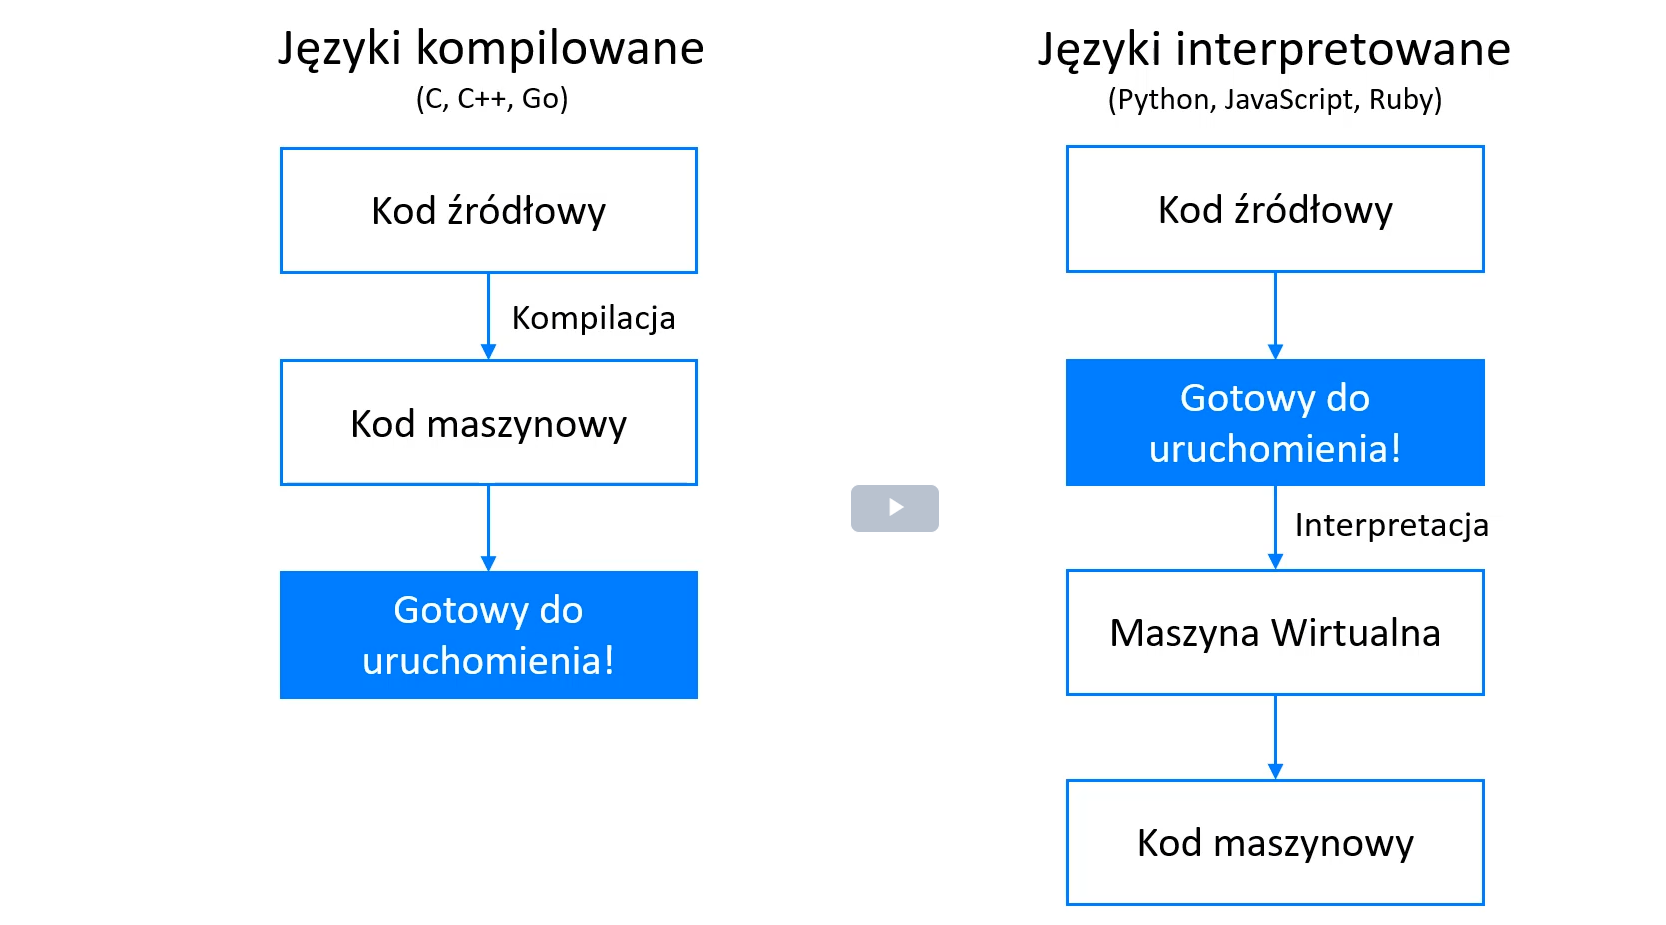 Języki kompilowane
(C, C++, Go)
Kod źródłowy
Kompilacja
Kod maszynowy
Gotowy do
uruchomienia!
Języki interpretowane
(Python, JavaScript, Ruby)
Kod źródłowy
Gotowy do
uruchomienia!
Interpretacja
Maszyna Wirtualna
Kod maszynowy